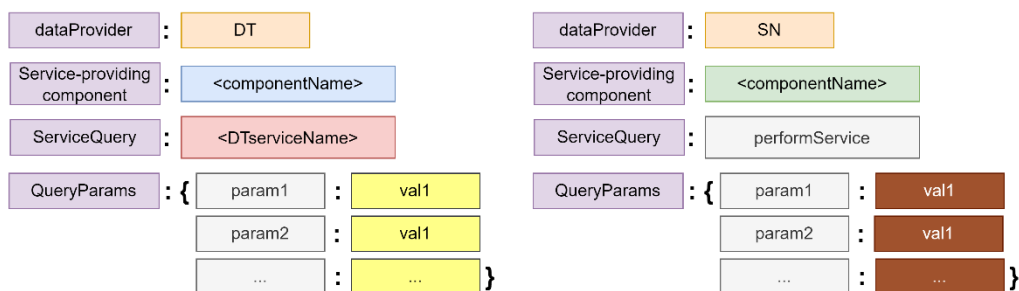 dataProvider : DT
Service-providing component : <componentName>
ServiceQuery : <DTserviceName>
QueryParams : { param1 : val1
param2 : val1
... : ... }
dataProvider : SN
Service-providing component : <componentName>
ServiceQuery : performService
QueryParams : { param1 : val1
param2 : val1
... : ... }